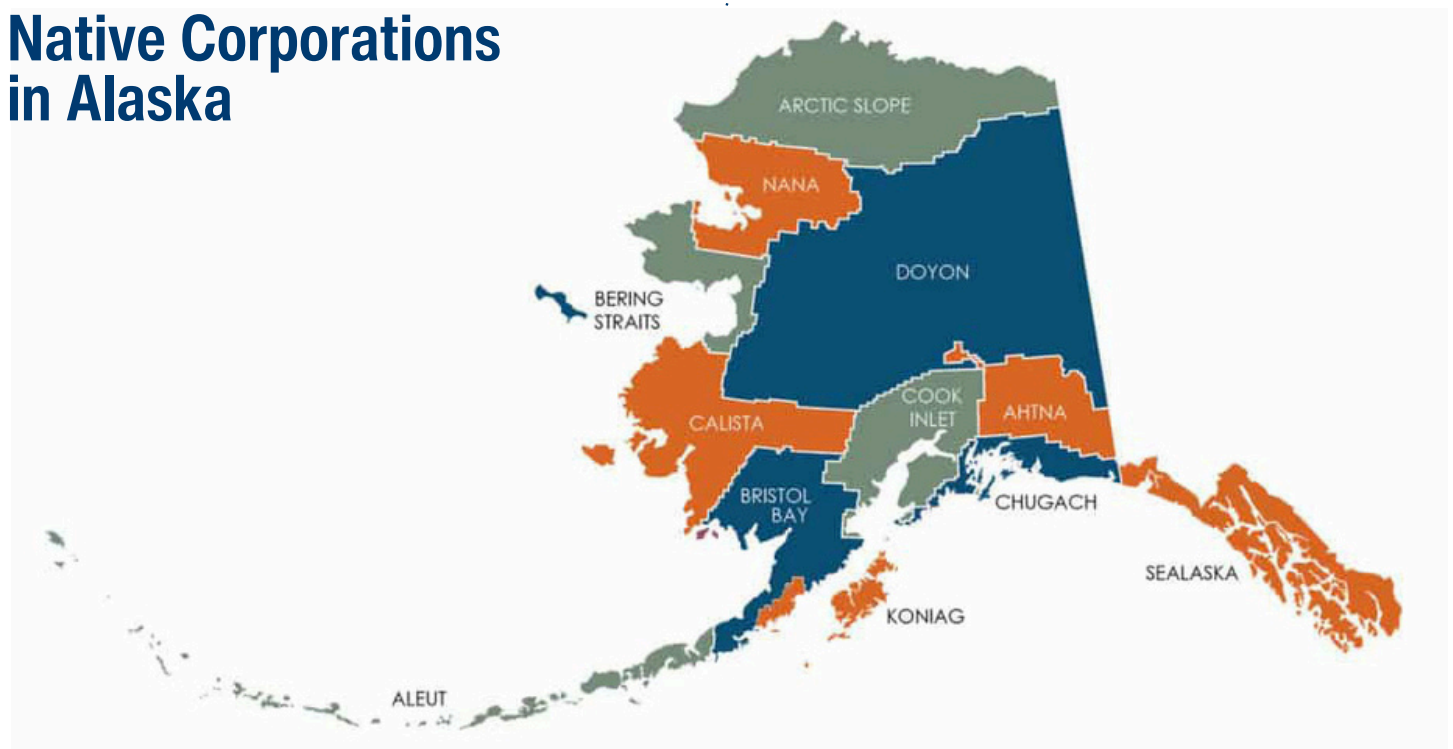 Native Corporations
in Alaska
ARCTIC SLOPE
NANA
DOYON
BERING
STRAITS
COOK
INLET
AHTNA
CALISTA
BRISTOL
BAY
CHUGACH
SEALASKA
KONIAG
ALEUT